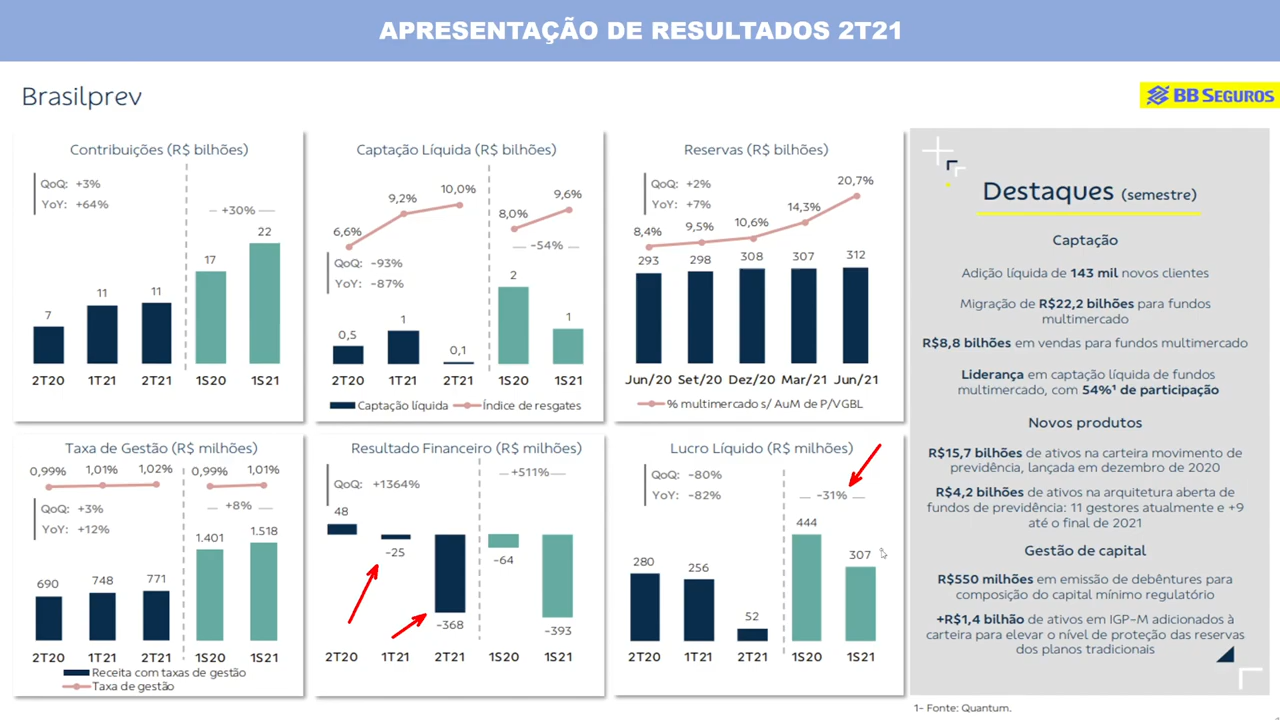 APRESENTAÇÃO DE RESULTADOS 2T21
Brasilprev
BB SEGUROS
Contribuições (R$ bilhões)
QoQ: +3%
YoY: +64%
+30%
7
11
11
17
22
2T20 1T21 2T21 1S20 1S21
Captação Líquida (R$ bilhões)
6,6%
9,2%
10,0%
8,0%
9,6%
-54%
QoQ: -93%
YoY: -87%
0,5
1
0,1
2
1
2T20 1T21 2T21 1S20 1S21
Captação líquida Índice de resgates
Reservas (R$ bilhões)
QoQ: +2%
YoY: +7%
8,4%
9,5%
10,6%
14,3%
20,7%
293 298 308 307 312
Jun/20 Set/20 Dez/20 Mar/21 Jun/21
% multimercado s/ AuM de P/VGBL
Taxa de Gestão (R$ milhões)
0,99% 1,01% 1,02% 0,99% 1,01%
QoQ: +3%
YoY: +12%
+8%
690
748
771
1.401
1.518
2T20 1T21 2T21 1S20 1S21
Receita com taxas de gestão
Taxa de gestão
Resultado Financeiro (R$ milhões)
+511%
QoQ: +1364%
48
-25
-368
-64
-393
2T20 1T21 2T21 1S20 1S21
Lucro Líquido (R$ milhões)
QoQ: -80%
YoY: -82%
-31%
280
256
52
444
307
2T20 1T21 2T21 1S20 1S21
Destaques (semestre)
Captação
Adição líquida de 143 mil novos clientes
Migração de R$22,2 bilhões para fundos
multimercado
R$8,8 bilhões em vendas para fundos multimercado
Liderança em captação líquida de fundos
multimercado, com 54%¹ de participação
Novos produtos
R$15,7 bilhões de ativos na carteira movimento de
previdência, lançada em dezembro de 2020
R$4,2 bilhões de ativos na arquitetura aberta de
fundos de previdência: 11 gestores atualmente e +9
até o final de 2021
Gestão de capital
R$550 milhões em emissão de debêntures para
composição do capital mínimo regulatório
+R$1,4 bilhão de ativos em IGP-M adicionados à
carteira para elevar o nível de proteção das reservas
dos planos tradicionais
1- Fonte: Quantum.